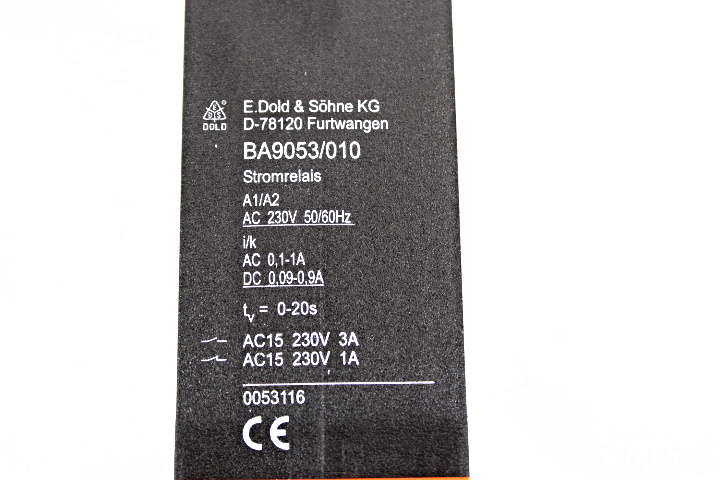 E.Dold & Söhne KG
DOLD D-78120 Furtwangen
BA9053/010
Stromrelais
A1/A2
AC 230V 50/60Hz
i/k
AC 0,1-1A
DC 0,09-0,9A
tv = 0-20s
AC15 230V 3A
AC15 230V 1A
0053116
CE